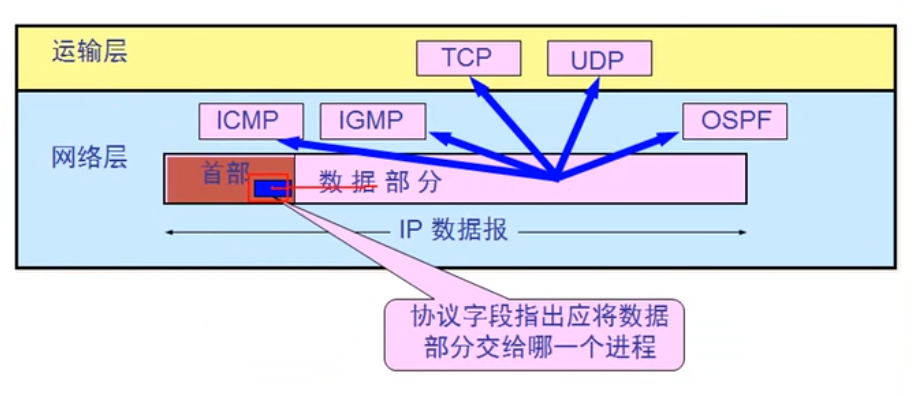 运输层
TCP
UDP
ICMP
IGMP
OSPF
网络层
首部
数据部分
IP 数据报
协议字段指出应将数据
部分交给哪一个进程